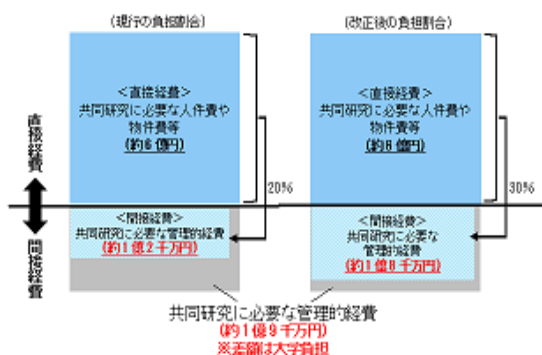 (現行の負担割合)
(改正後の負担割合)
<直接経費>
共同研究に必要な人件費や
物件費等
(約6億円)
<直接経費>
共同研究に必要な人件費や
物件費等
(約6億円)
直接経費
間接経費
20%
30%
<間接経費>
共同研究に必要な管理的経費
(約1億2千万円)
<間接経費>
共同研究に必要な
管理的経費
(約1億8千万円)
共同研究に必要な管理的経費
(約1億9千万円)
※差額は大学負担